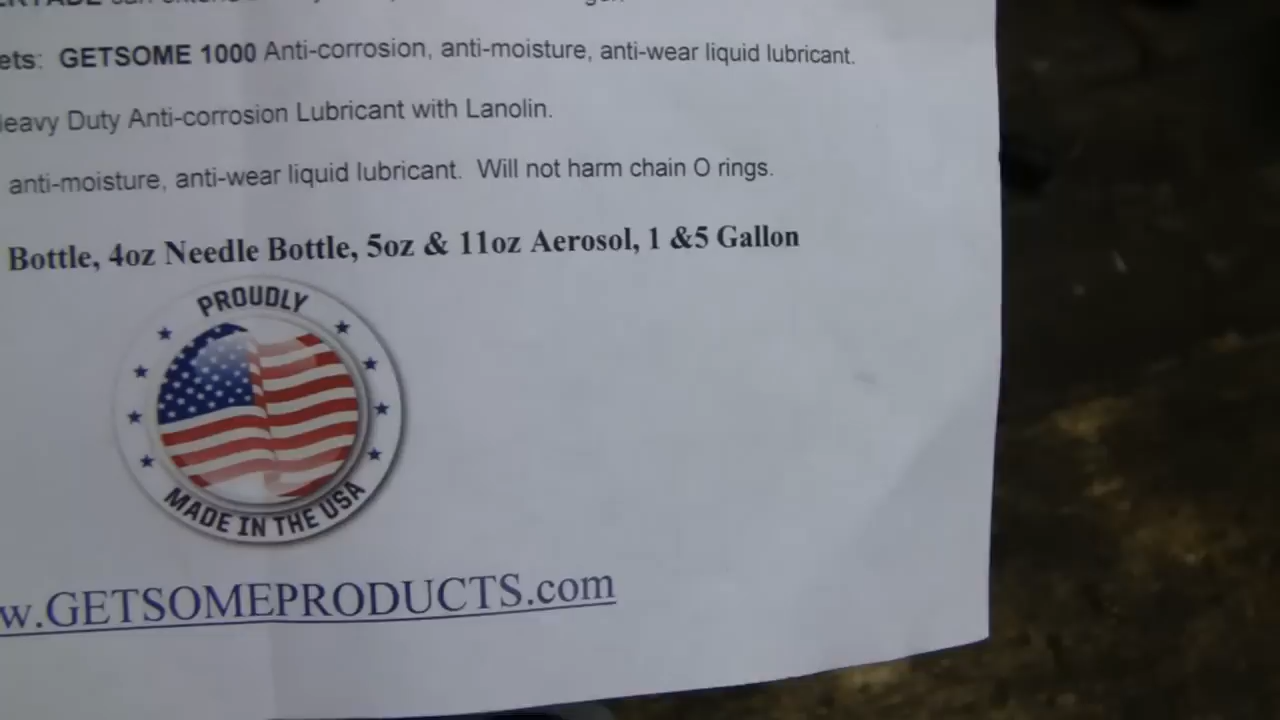 ets: GETSOME 1000 Anti-corrosion, anti-moisture, anti-wear liquid lubricant.
Heavy Duty Anti-corrosion Lubricant with Lanolin.
anti-moisture, anti-wear liquid lubricant. Will not harm chain O rings.
Bottle, 4oz Needle Bottle, 5oz & 11oz Aerosol, 1 &5 Gallon
PROUDLY
MADE IN THE USA
w.GETSOMEPRODUCTS.com